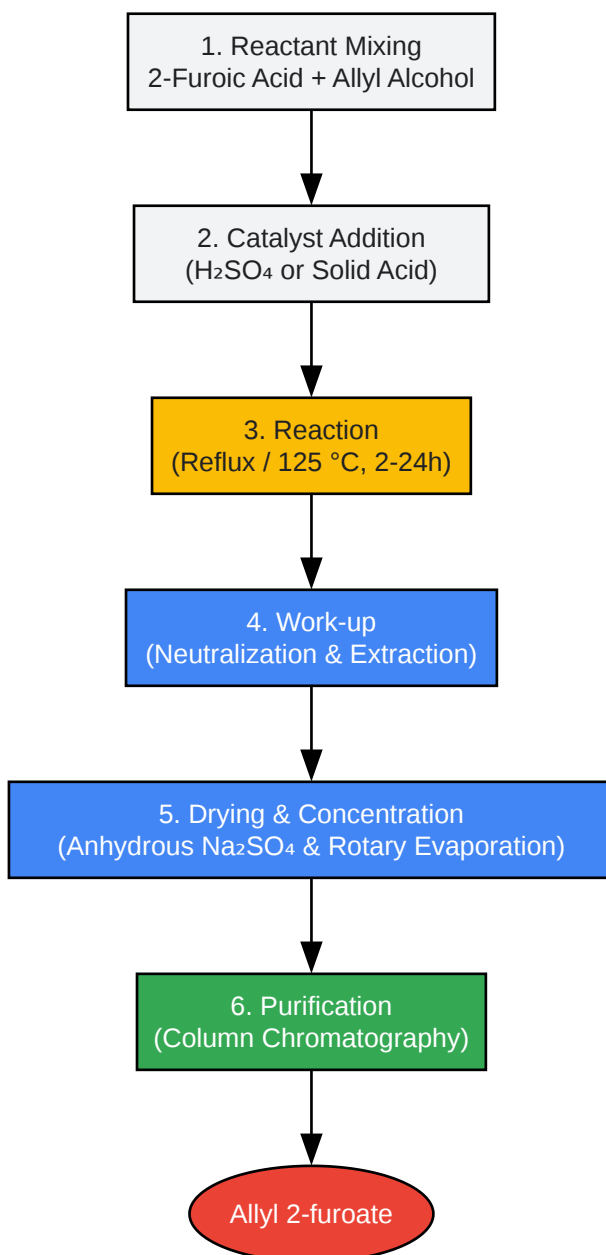 1. Reactant Mixing
2-Furoic Acid + Allyl Alcohol
2. Catalyst Addition
(H₂SO₄ or Solid Acid)
3. Reaction
(Reflux / 125 °C, 2-24h)
4. Work-up
(Neutralization & Extraction)
5. Drying & Concentration
(Anhydrous Na₂SO₄ & Rotary Evaporation)
6. Purification
(Column Chromatography)
Allyl 2-furoate